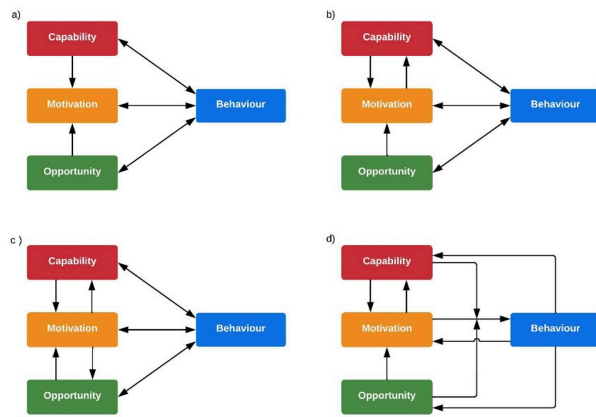 a)
Capability
Motivation
Behaviour
Opportunity
b)
Capability
Motivation
Behaviour
Opportunity
c )
Capability
Motivation
Behaviour
Opportunity
d)
Capability
Motivation
Behaviour
Opportunity